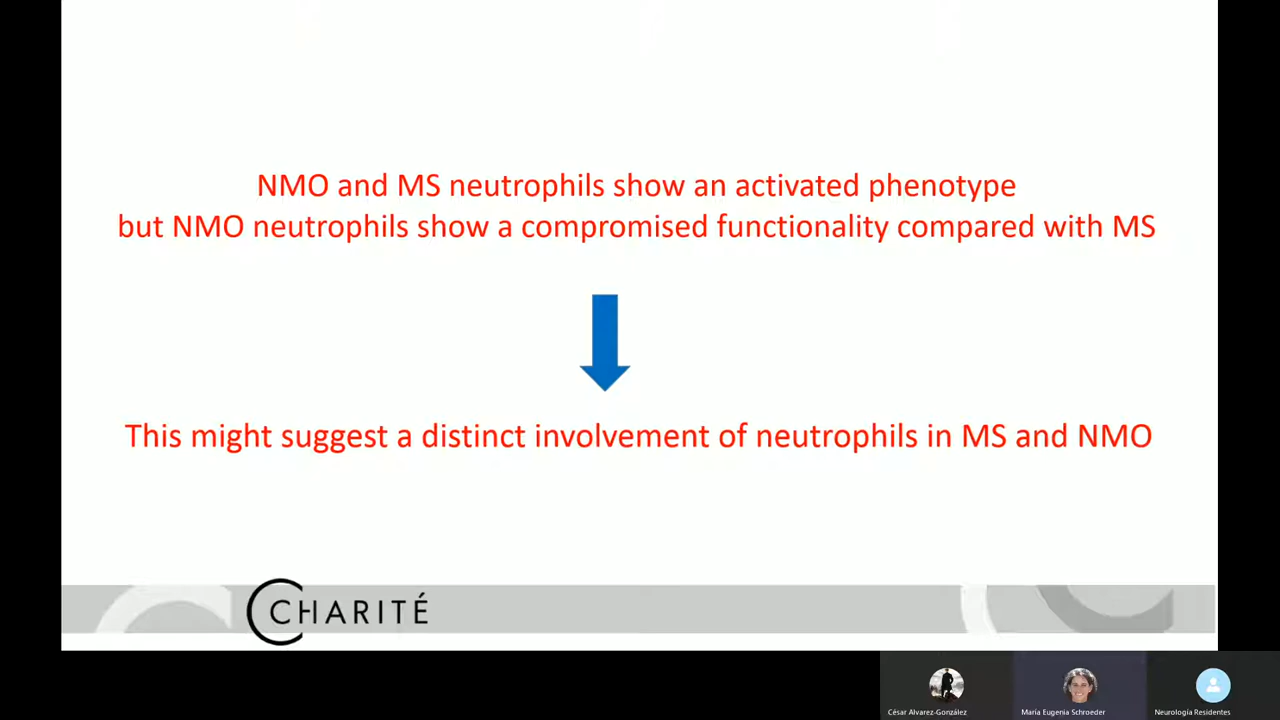 NMO and MS neutrophils show an activated phenotype
but NMO neutrophils show a compromised functionality compared with MS
This might suggest a distinct involvement of neutrophils in MS and NMO
CHARITÉ
César Alvarez-González
María Eugenia Schroeder
Neurología Residentes